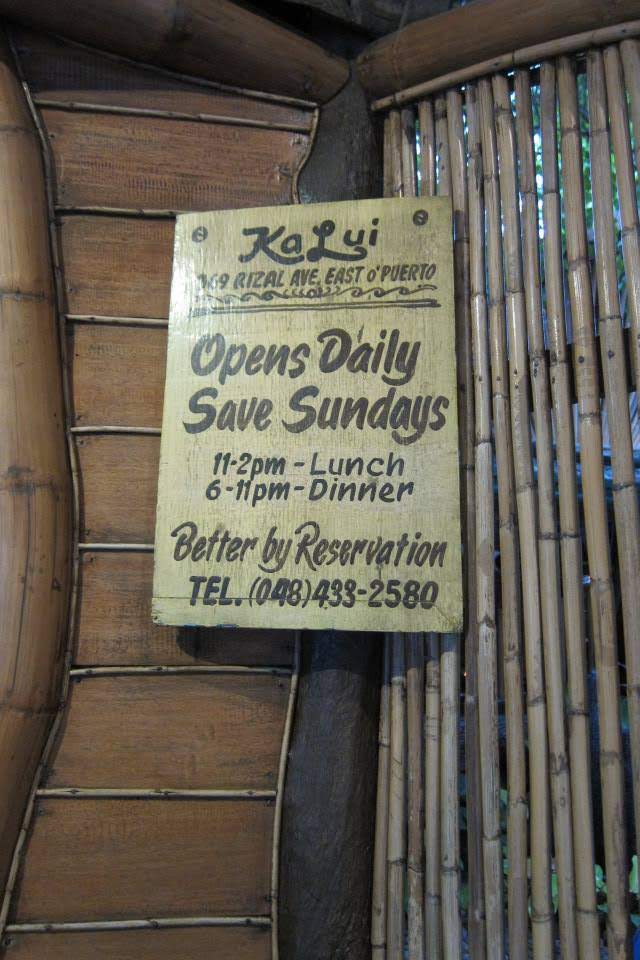 KaLui
369 RIZAL AVE. EAST o' PUERTO
Opens Daily
Save Sundays
11-2pm - Lunch
6-11pm - Dinner
Better by Reservation
TEL. (048) 433-2580